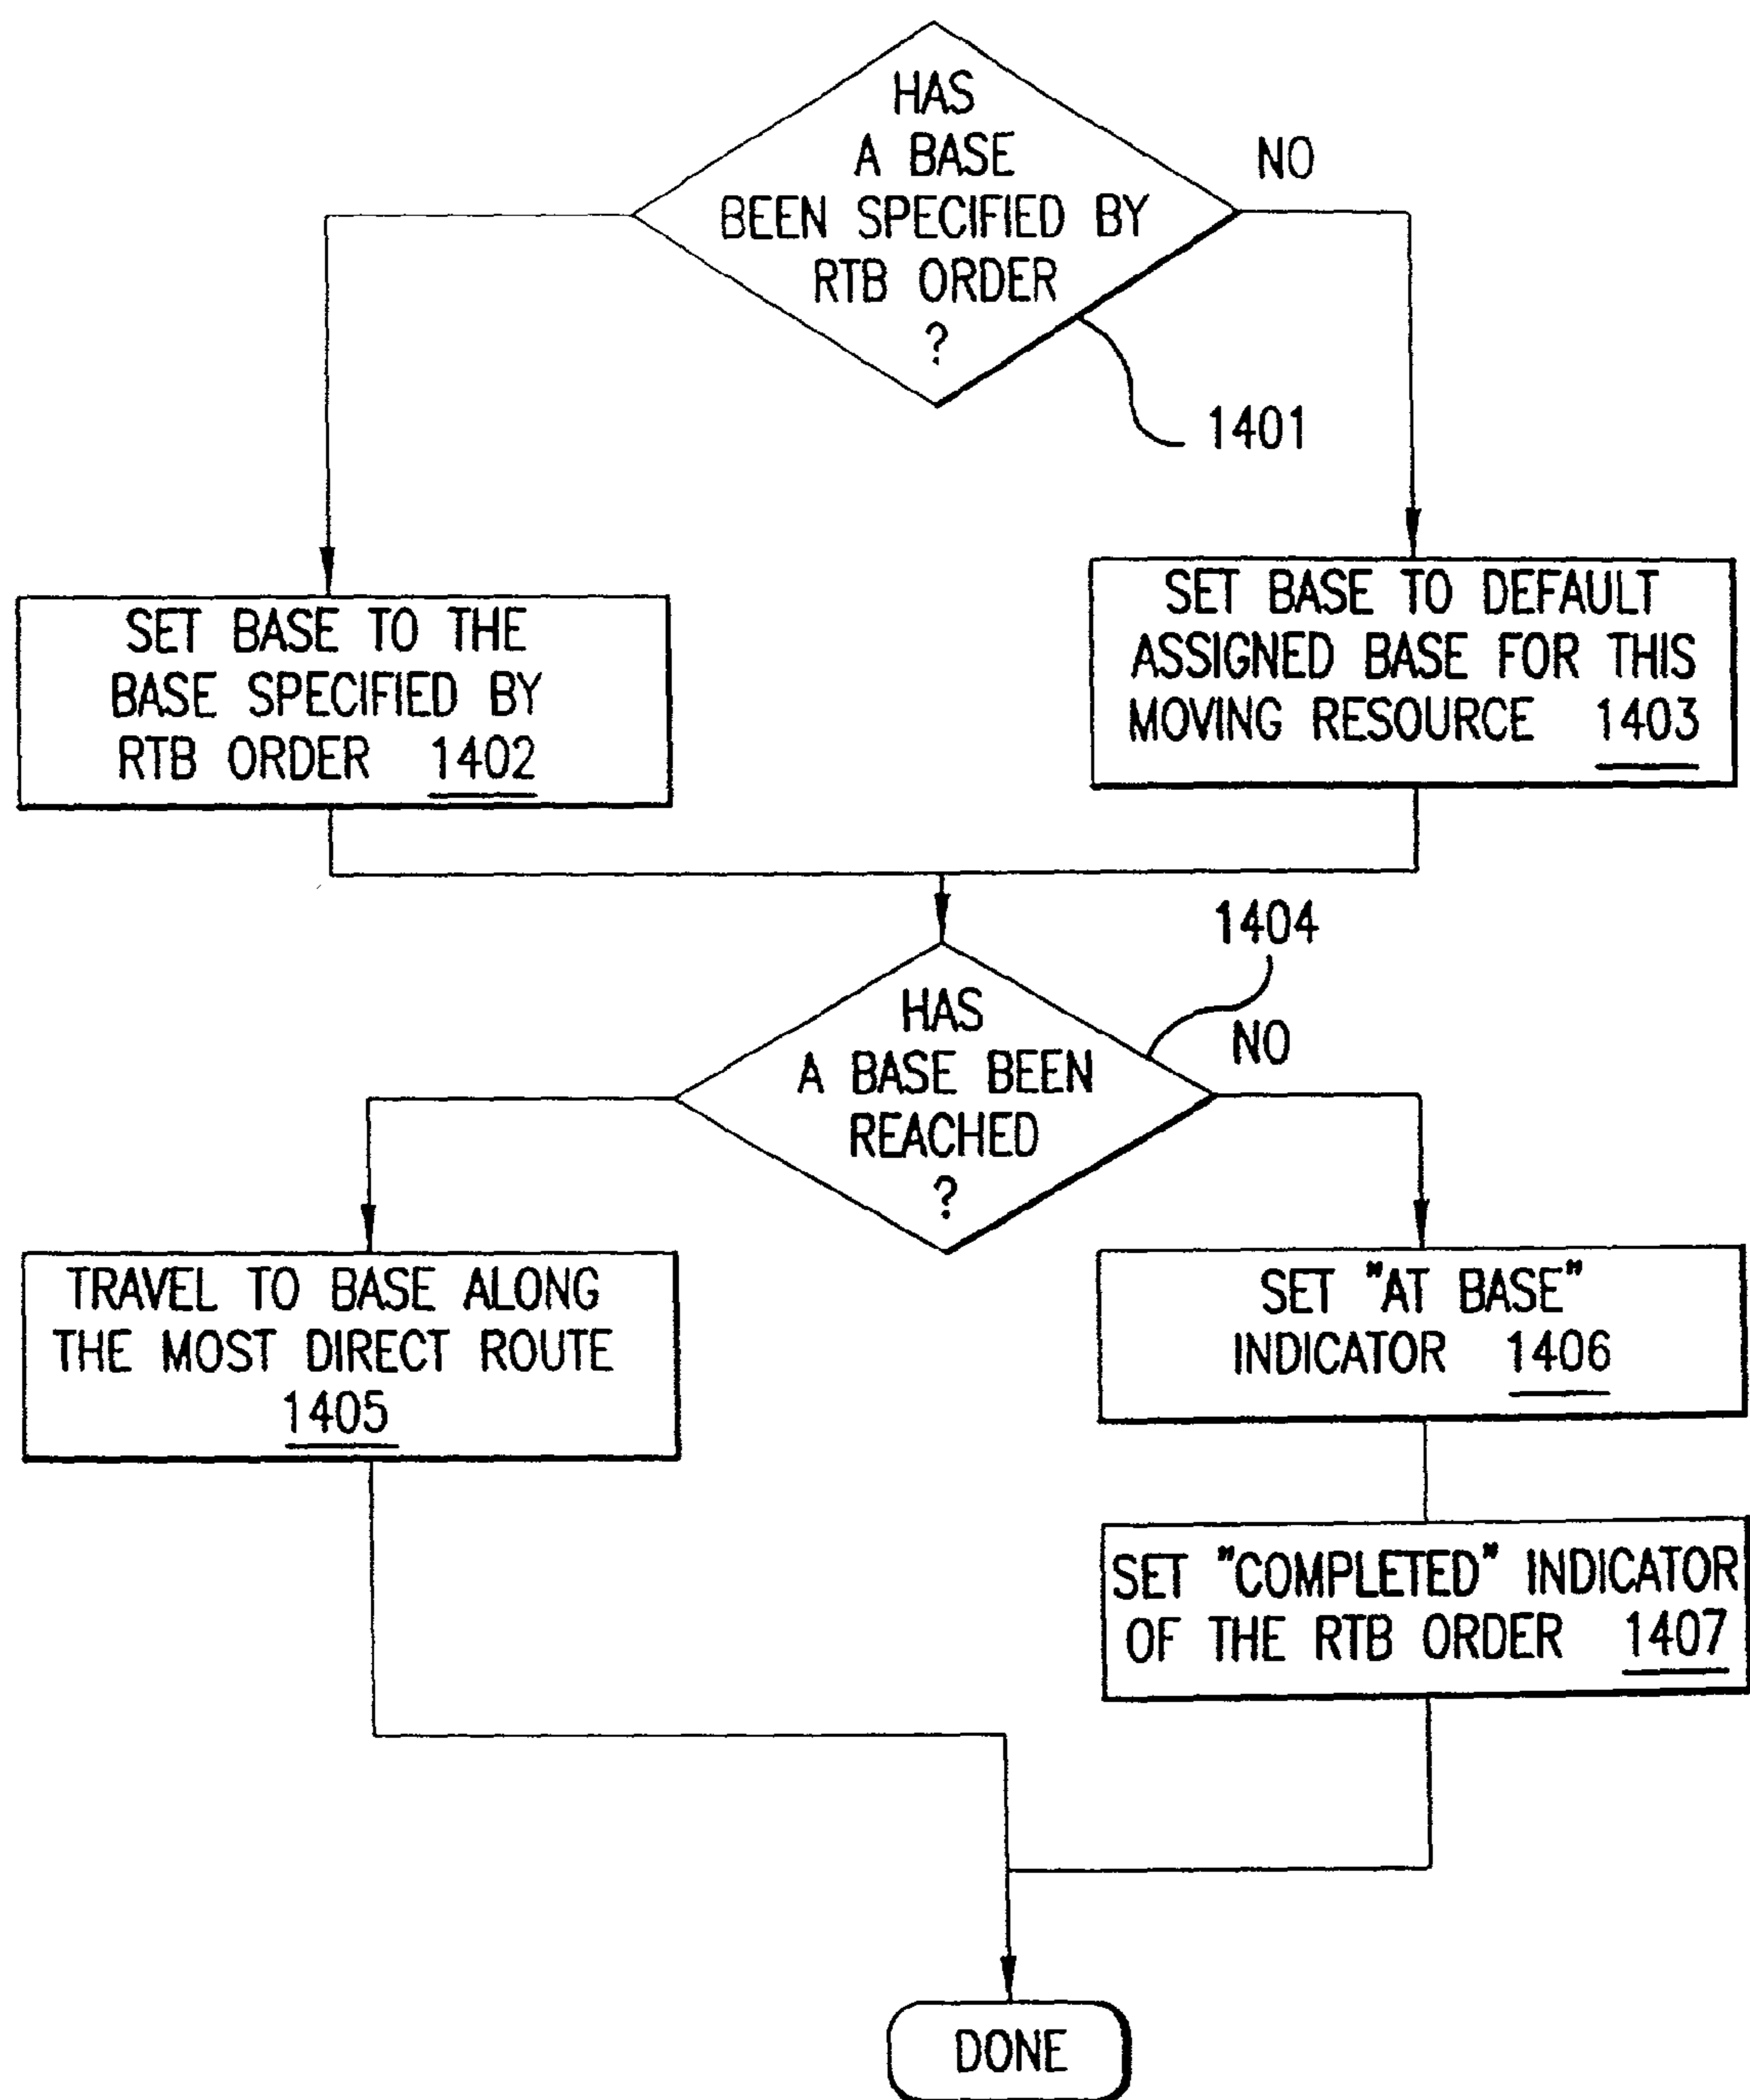 HAS
A BASE
BEEN SPECIFIED BY
RTB ORDER
?
NO
1401
SET BASE TO THE
BASE SPECIFIED BY
RTB ORDER 1402
SET BASE TO DEFAULT
ASSIGNED BASE FOR THIS
MOVING RESOURCE 1403
1404
HAS
A BASE BEEN
REACHED
?
NO
TRAVEL TO BASE ALONG
THE MOST DIRECT ROUTE
1405
SET "AT BASE"
INDICATOR 1406
SET "COMPLETED" INDICATOR
OF THE RTB ORDER 1407
DONE